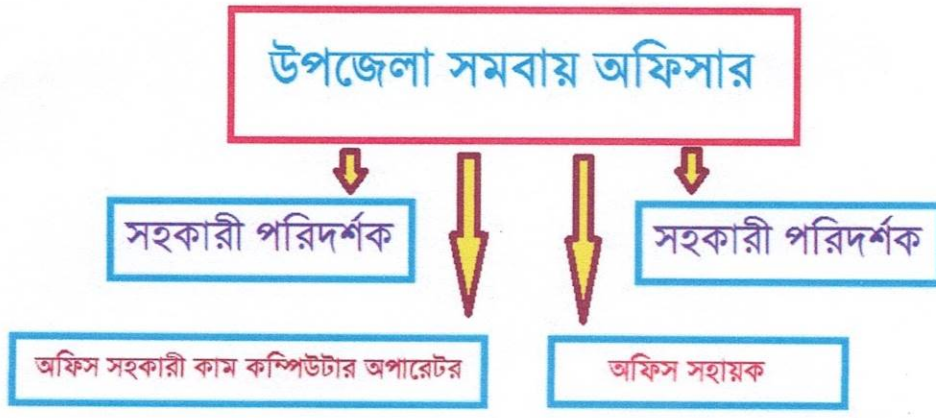 উপজেলা সমবায় অফিসার
সহকারী পরিদর্শক
সহকারী পরিদর্শক
অফিস সহকারী কাম কম্পিউটার অপারেটর
অফিস সহায়ক